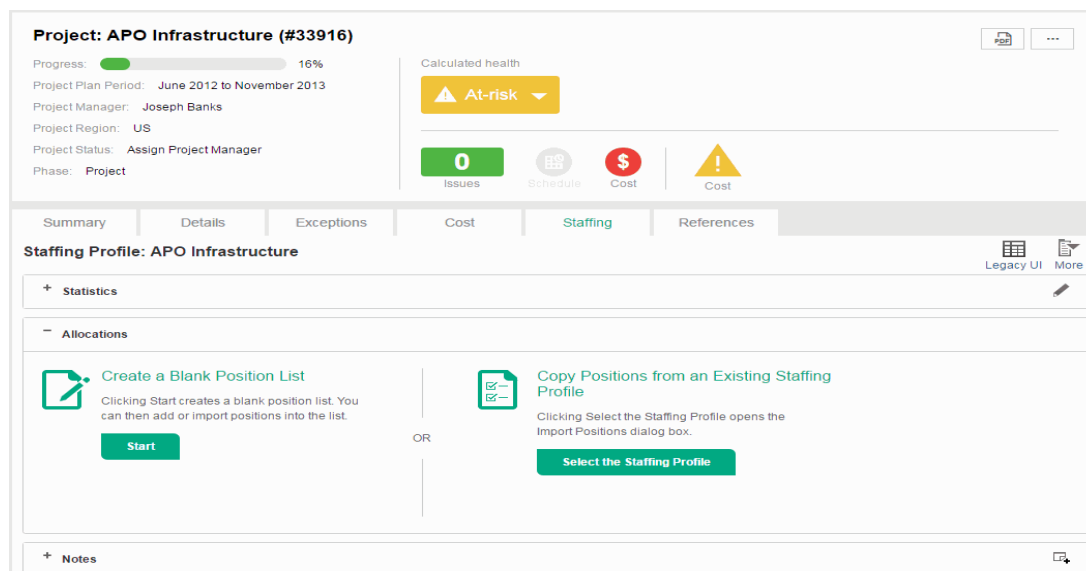 Project: APO Infrastructure (#33916)
PDF
...
Progress: 16%
Project Plan Period: June 2012 to November 2013
Project Manager: Joseph Banks
Project Region: US
Project Status: Assign Project Manager
Phase: Project
Calculated health
At-risk
0
Issues
Schedule
$
Cost
!
Cost
Summary Details Exceptions Cost Staffing References
Staffing Profile: APO Infrastructure
Legacy UI More
+ Statistics
− Allocations
Create a Blank Position List
Clicking Start creates a blank position list. You
can then add or import positions into the list.
Start
OR
Copy Positions from an Existing Staffing
Profile
Clicking Select the Staffing Profile opens the
Import Positions dialog box.
Select the Staffing Profile
+ Notes